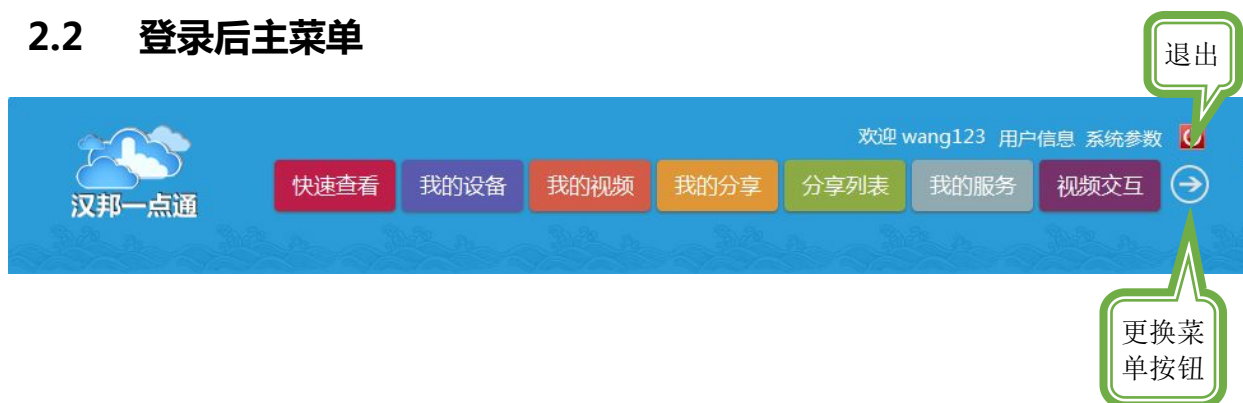 2.2 登录后主菜单
退出
欢迎 wang123 用户信息 系统参数
快速查看 我的设备 我的视频 我的分享 分享列表 我的服务 视频交互
汉邦一点通
更换菜
单按钮